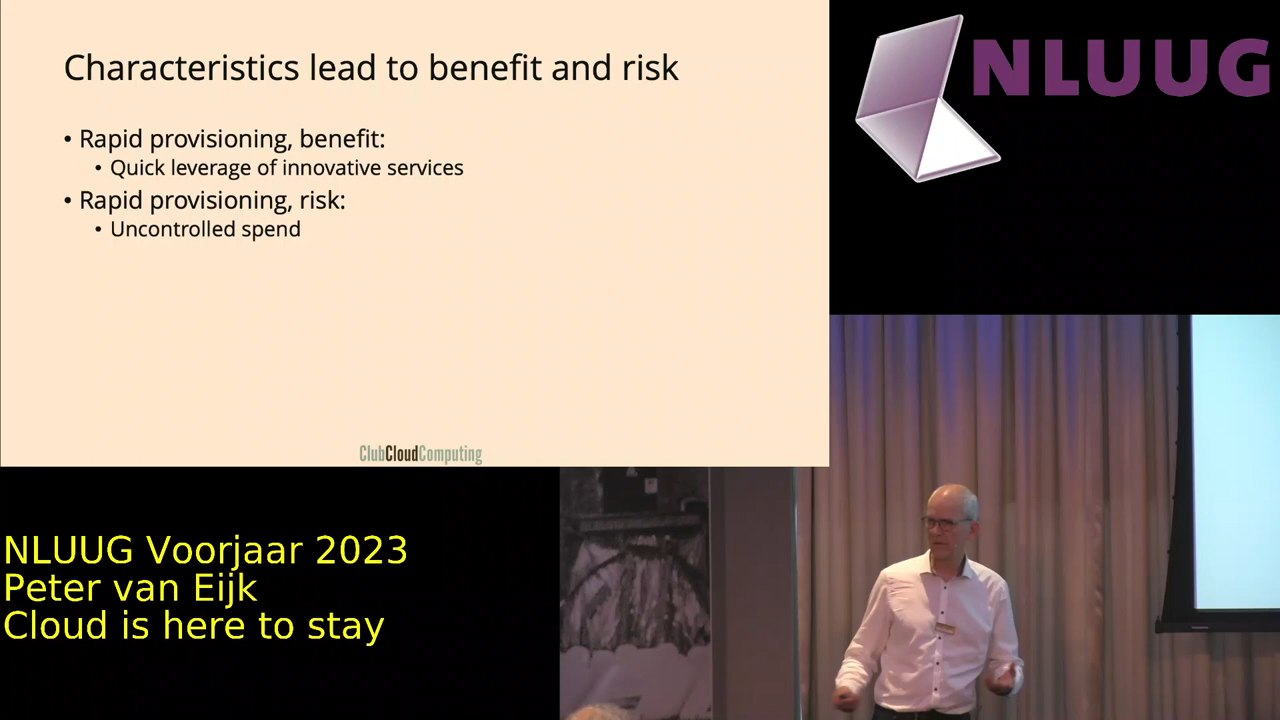 Characteristics lead to benefit and risk
• Rapid provisioning, benefit:
• Quick leverage of innovative services
• Rapid provisioning, risk:
• Uncontrolled spend
ClubCloudComputing
NLUUG
NLUUG Voorjaar 2023
Peter van Eijk
Cloud is here to stay